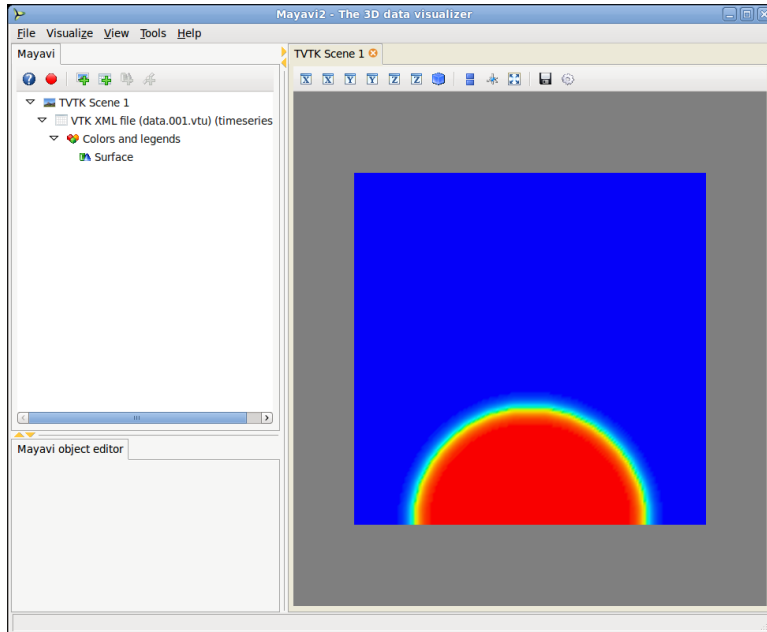 Mayavi2 - The 3D data visualizer
File Visualize View Tools Help
Mayavi
TVTK Scene 1
VTK XML file (data.001.vtu) (timeseries
Colors and legends
Surface
Mayavi object editor
TVTK Scene 1
X X Y Y Z Z